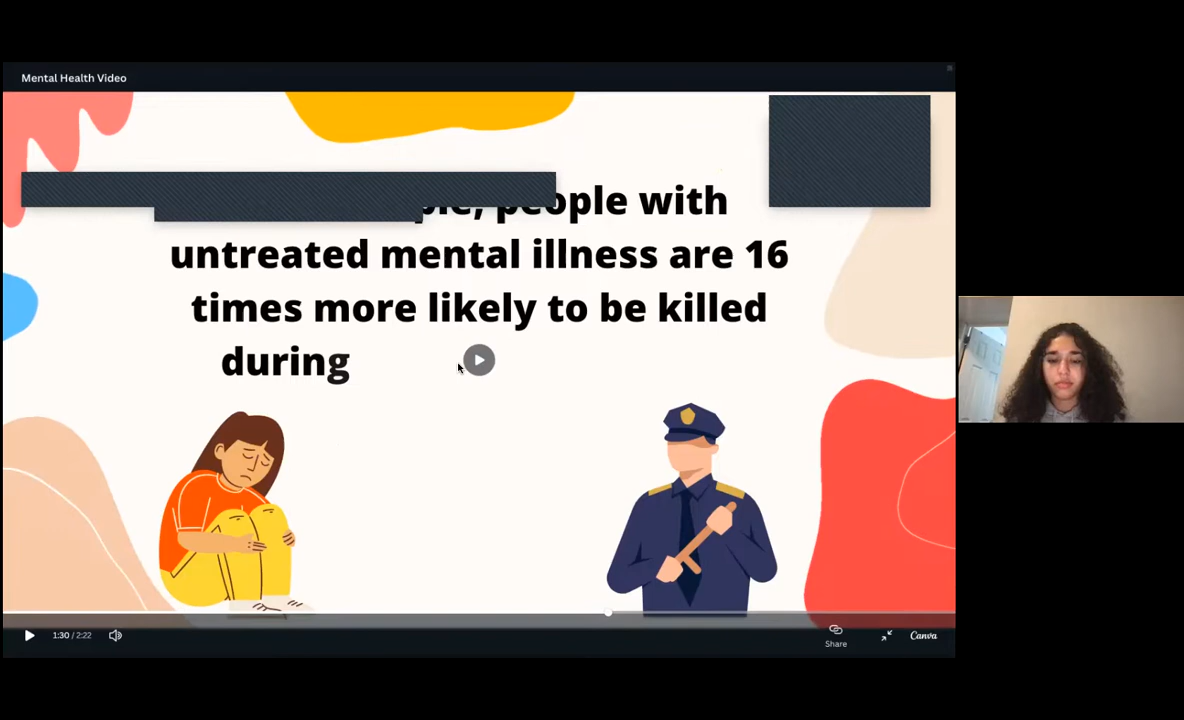 Mental Health Video
people with
untreated mental illness are 16
times more likely to be killed
during
1:30 / 2:22
Share
Canva